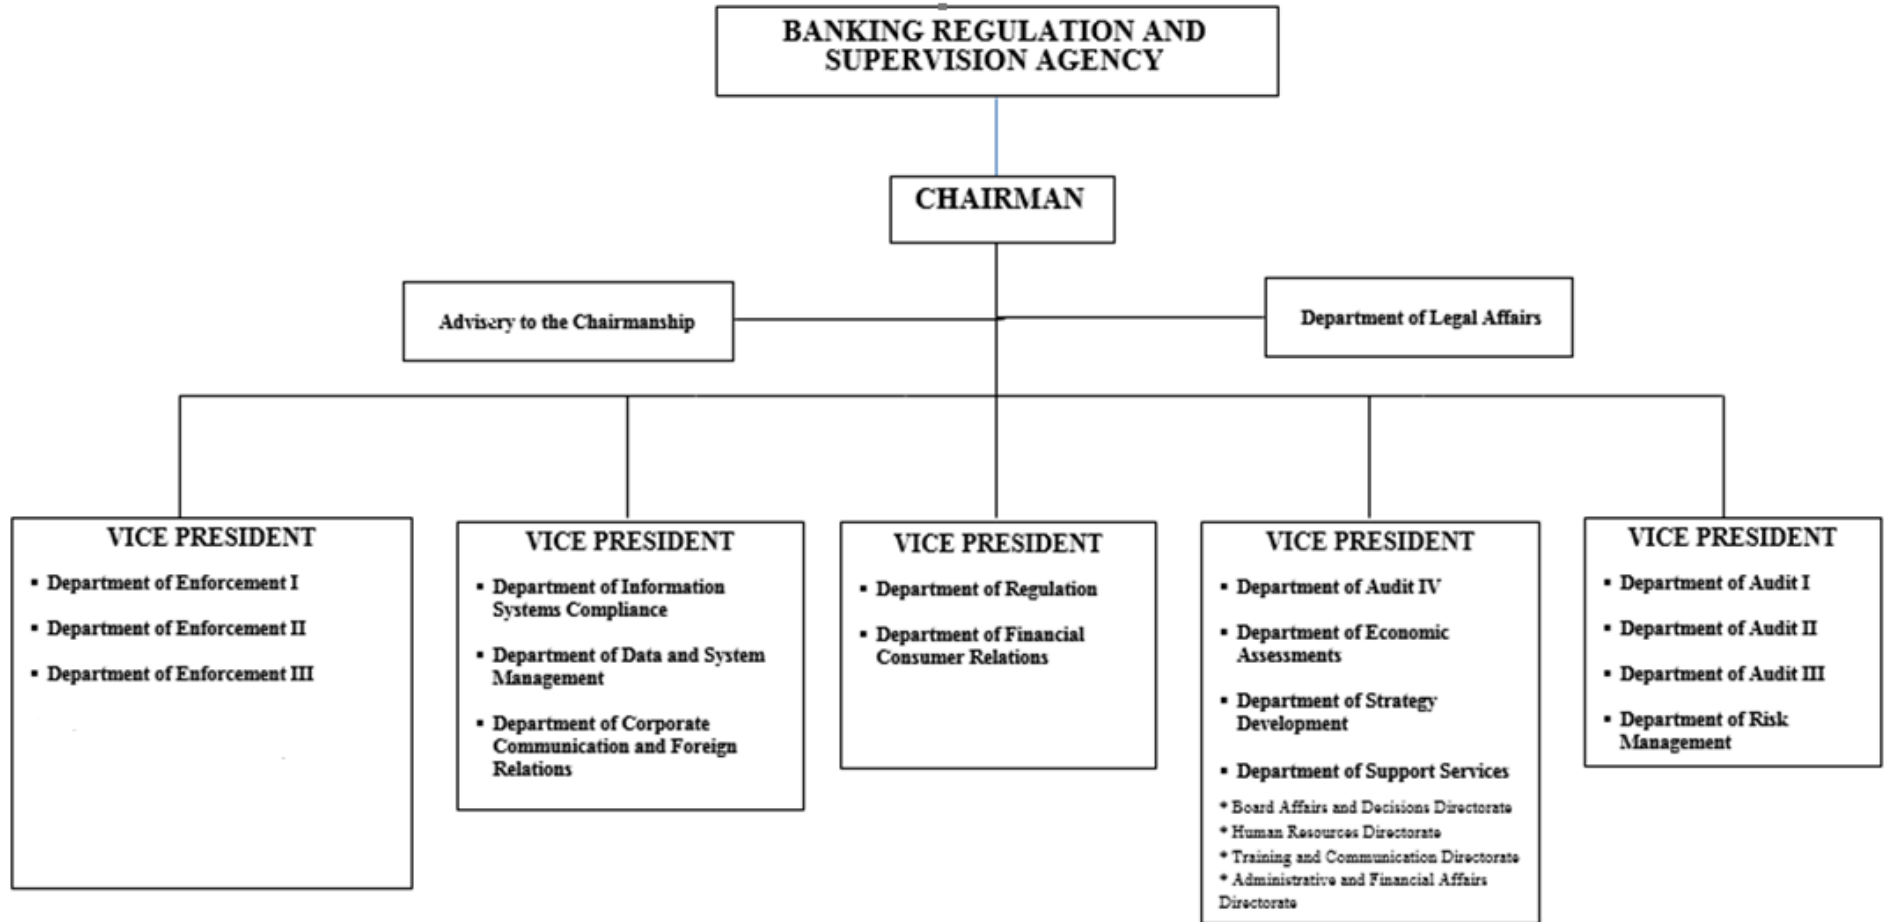 BANKING REGULATION AND
SUPERVISION AGENCY
CHAIRMAN
Advisery to the Chairmanship
Department of Legal Affairs
VICE PRESIDENT
▪ Department of Enforcement I
▪ Department of Enforcement II
▪ Department of Enforcement III
VICE PRESIDENT
▪ Department of Information
Systems Compliance
▪ Department of Data and System
Management
▪ Department of Corporate
Communication and Foreign
Relations
VICE PRESIDENT
▪ Department of Regulation
▪ Department of Financial
Consumer Relations
VICE PRESIDENT
▪ Department of Audit IV
▪ Department of Economic
Assessments
▪ Department of Strategy
Development
▪ Department of Support Services
* Board Affairs and Decisions Directorate
* Human Resources Directorate
* Training and Communication Directorate
* Administrative and Financial Affairs
Directorate
VICE PRESIDENT
▪ Department of Audit I
▪ Department of Audit II
▪ Department of Audit III
▪ Department of Risk
Management